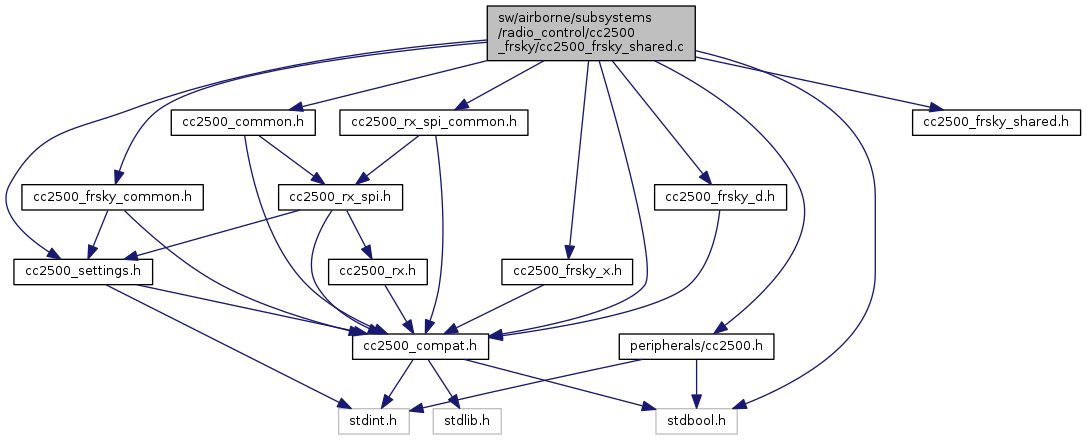 sw/airborne/subsystems
/radio_control/cc2500
_frsky/cc2500_frsky_shared.c
cc2500_common.h
cc2500_rx_spi_common.h
cc2500_frsky_shared.h
cc2500_frsky_common.h
cc2500_rx_spi.h
cc2500_frsky_d.h
cc2500_settings.h
cc2500_rx.h
cc2500_frsky_x.h
cc2500_compat.h
peripherals/cc2500.h
stdint.h
stdlib.h
stdbool.h